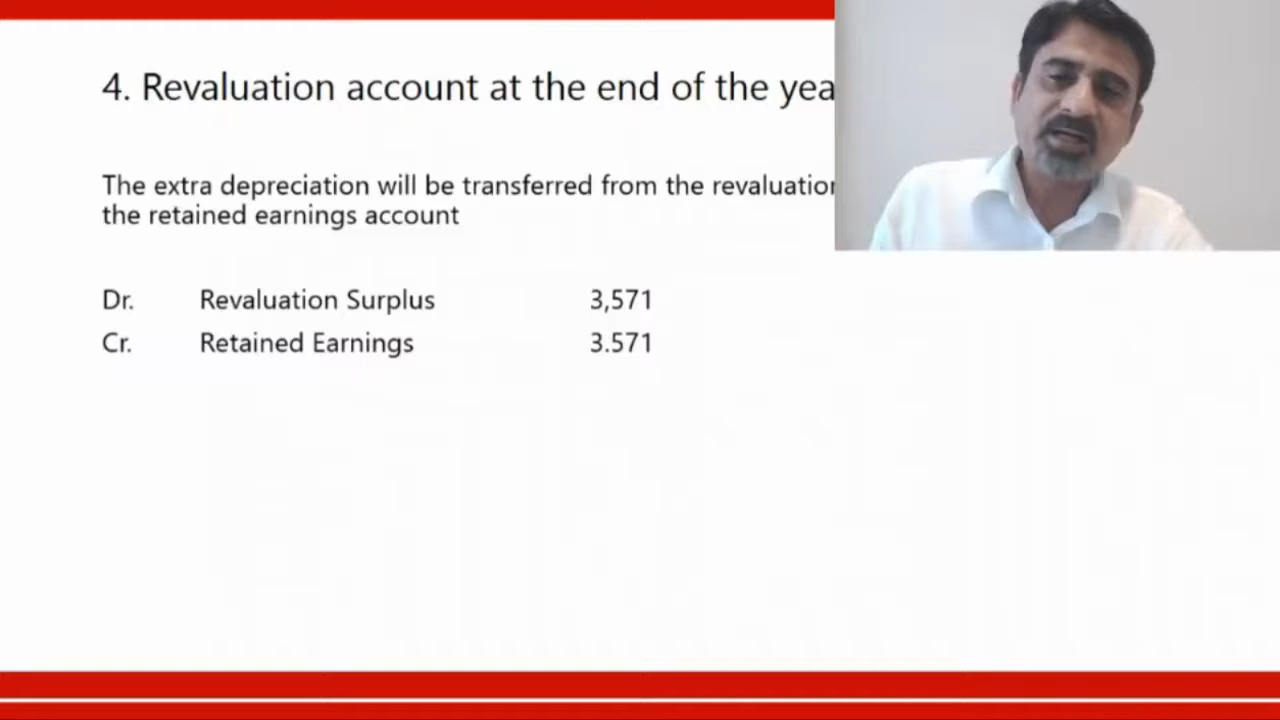 4. Revaluation account at the end of the yea
The extra depreciation will be transferred from the revaluation
the retained earnings account
Dr. Revaluation Surplus 3,571
Cr. Retained Earnings 3.571